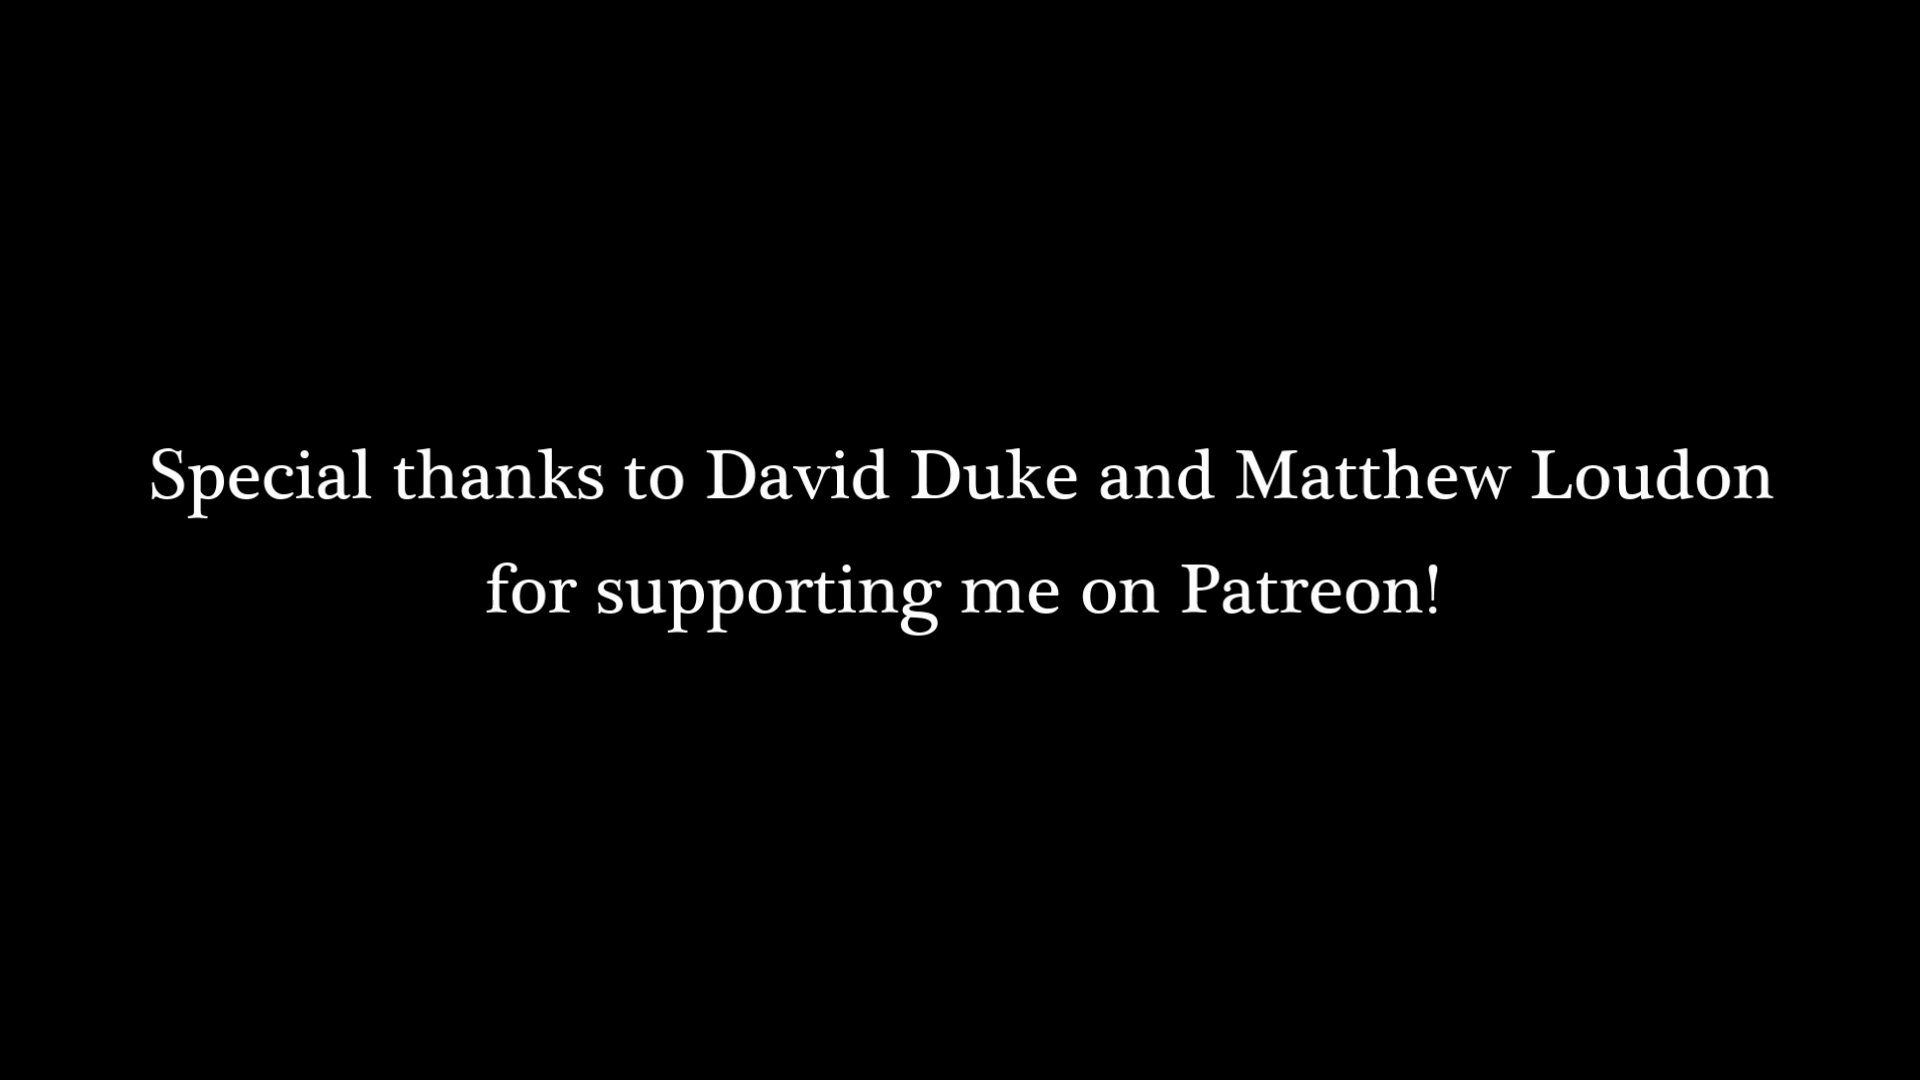 Special thanks to David Duke and Matthew Loudon
for supporting me on Patreon!